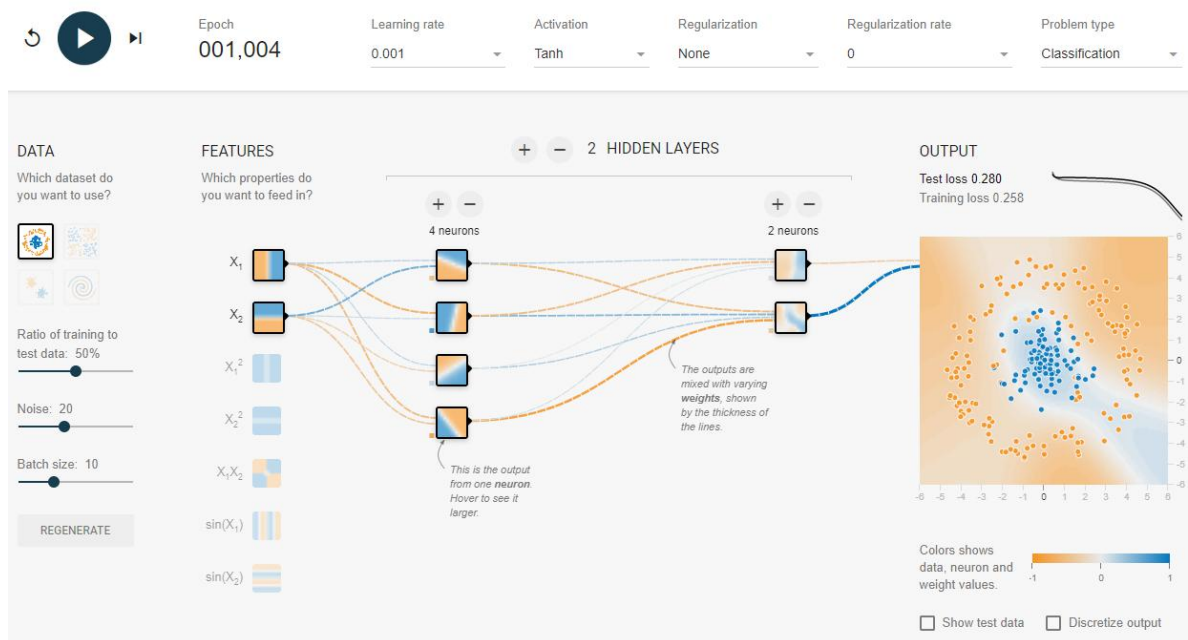 Epoch
001,004
Learning rate
0.001
Activation
Tanh
Regularization
None
Regularization rate
0
Problem type
Classification
DATA
Which dataset do
you want to use?
Ratio of training to
test data: 50%
Noise: 20
Batch size: 10
REGENERATE
FEATURES
Which properties do
you want to feed in?
X₁
X₂
X₁²
X₂²
X₁X₂
sin(X₁)
sin(X₂)
+ − 2 HIDDEN LAYERS
+ −
4 neurons
+ −
2 neurons
This is the output
from one neuron.
Hover to see it
larger.
The outputs are
mixed with varying
weights, shown
by the thickness of
the lines.
OUTPUT
Test loss 0.280
Training loss 0.258
6
5
4
3
2
1
0
-1
-2
-3
-4
-5
-6
-6 -5 -4 -3 -2 -1 0 1 2 3 4 5 6
Colors shows
data, neuron and
weight values.
-1 0 1
Show test data
Discretize output